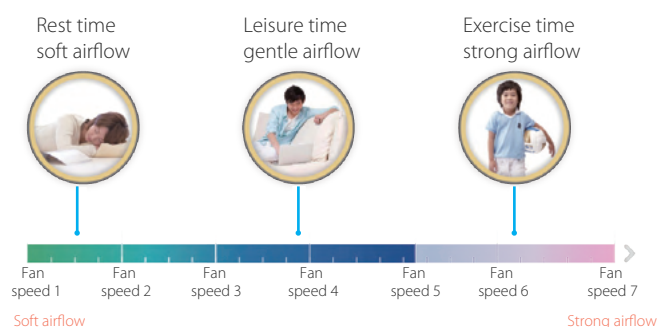 Rest time
soft airflow
Leisure time
gentle airflow
Exercise time
strong airflow
Fan
speed 1
Fan
speed 2
Fan
speed 3
Fan
speed 4
Fan
speed 5
Fan
speed 6
Fan
speed 7
Soft airflow
Strong airflow